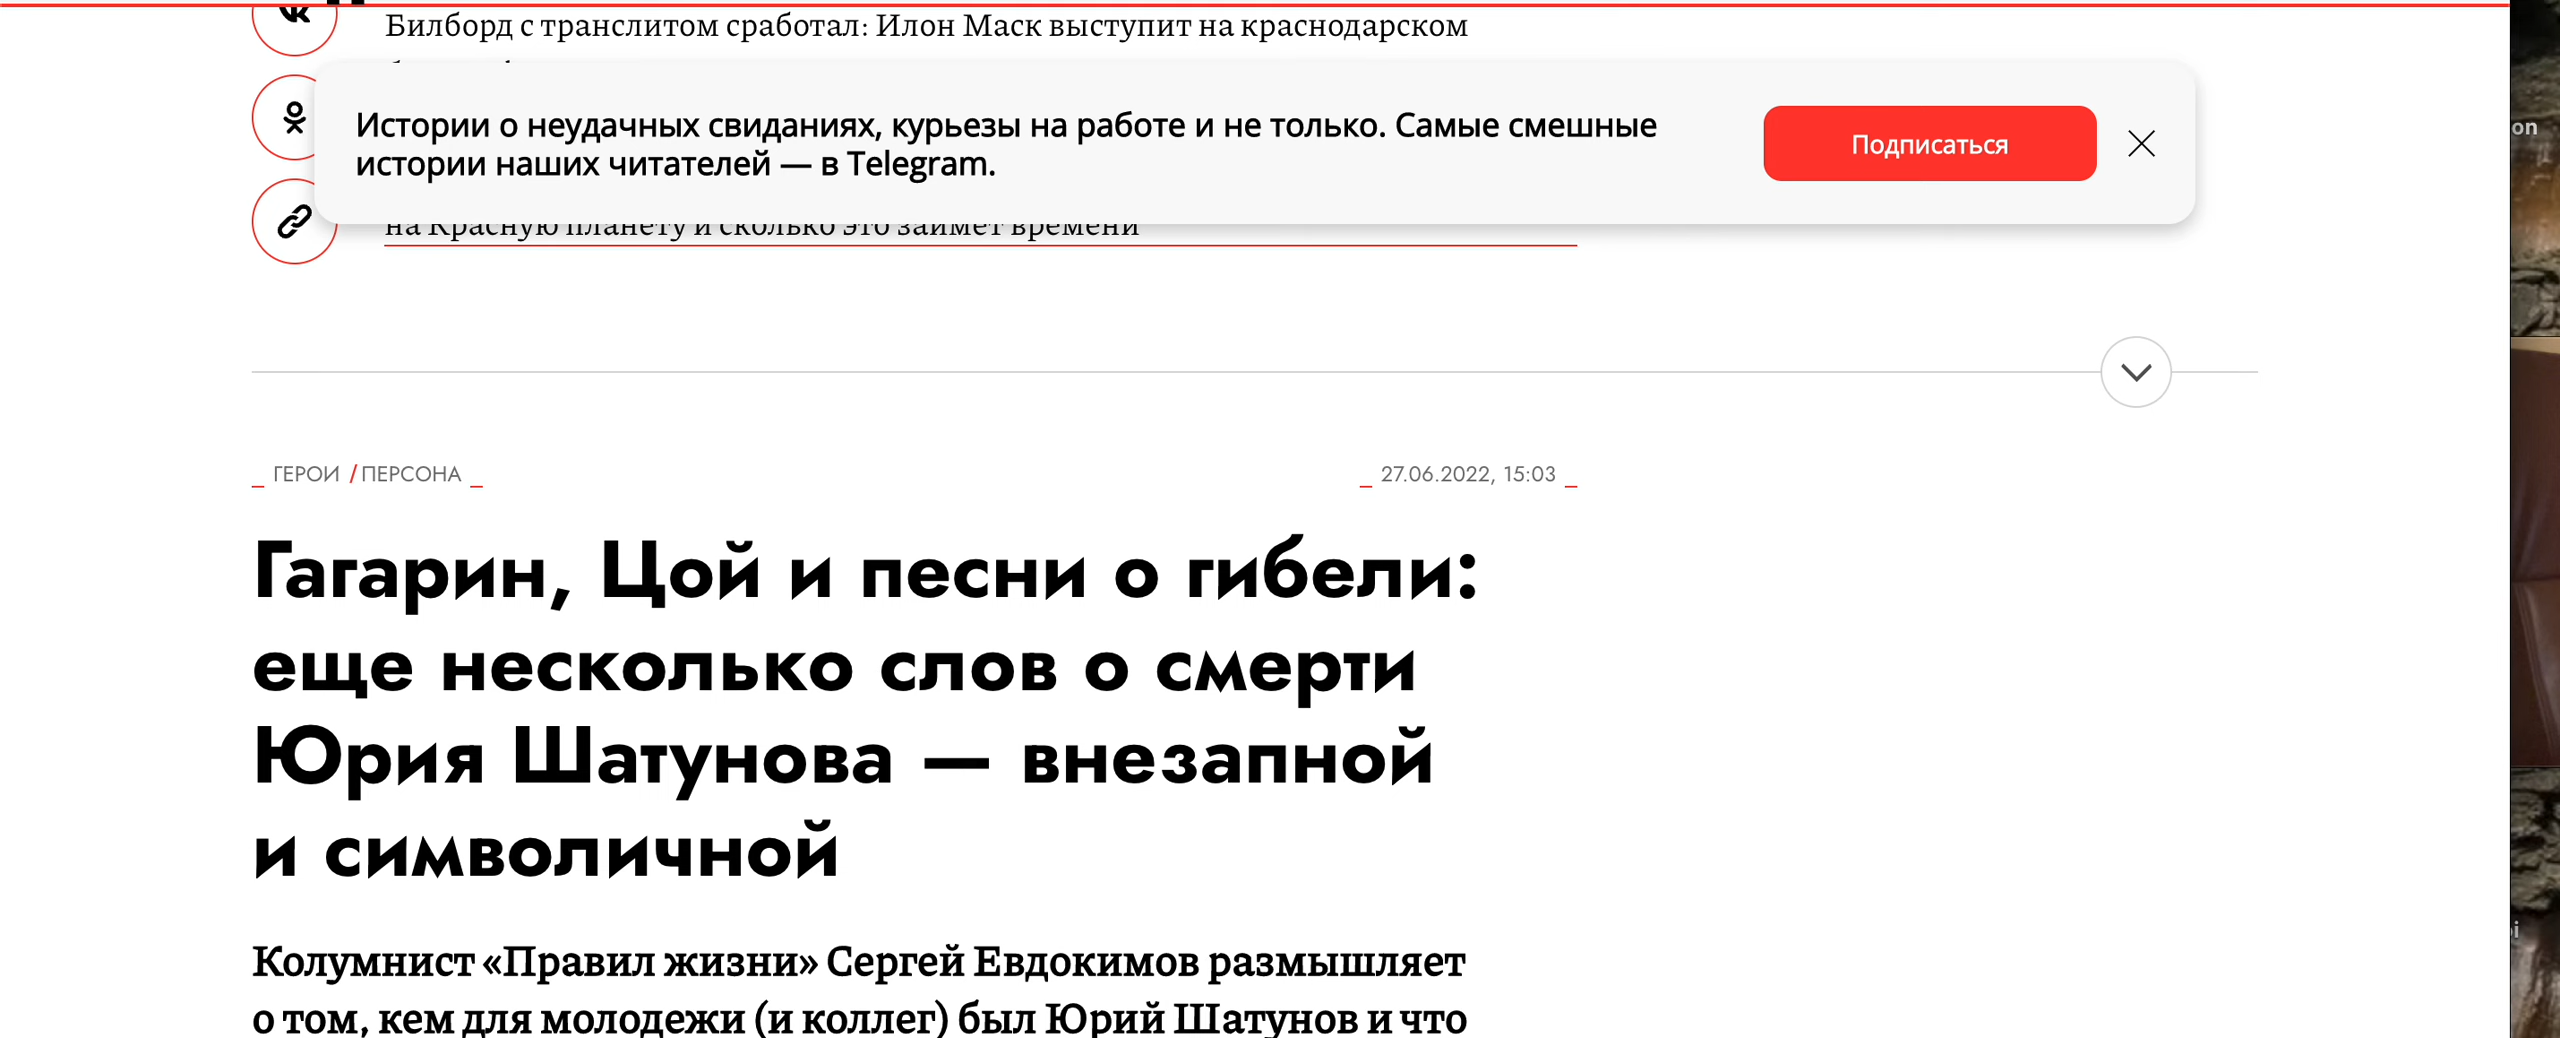 Билборд с транслитом сработал: Илон Маск выступит на краснодарском
Истории о неудачных свиданиях, курьезы на работе и не только. Самые смешные
истории наших читателей — в Telegram.
Подписаться
на Красную планету и сколько это займет времени
_ ГЕРОИ / ПЕРСОНА _
_ 27.06.2022, 15:03 _
Гагарин, Цой и песни о гибели:
еще несколько слов о смерти
Юрия Шатунова — внезапной
и символичной
Колумнист «Правил жизни» Сергей Евдокимов размышляет
о том, кем для молодежи (и коллег) был Юрий Шатунов и что
on